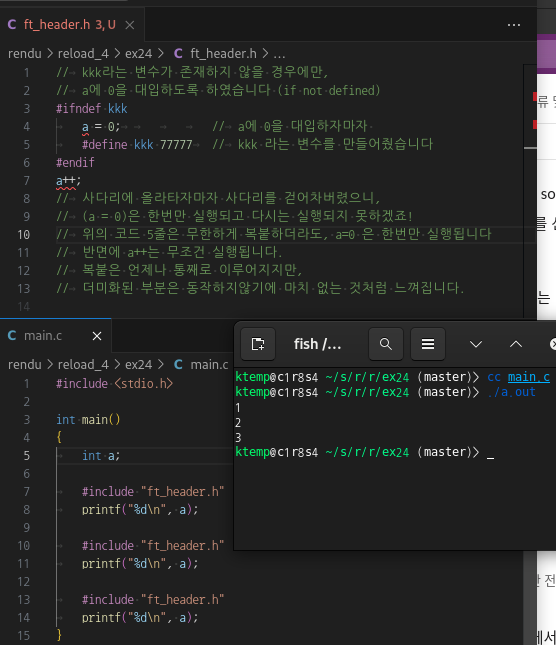 ft_header.h 3, U
rendu > reload_4 > ex24 > C ft_header.h > ...
1 // kkk라는 변수가 존재하지 않을 경우에만,
2 // a에 0을 대입하도록 하였습니다 (if not defined)
3 #ifndef kkk
4 a = 0; // a에 0을 대입하자마자
5 #define kkk 77777 // kkk 라는 변수를 만들어줬습니다
6 #endif
7 a++;
8 // 사다리에 올라타자마자 사다리를 걷어차버렸으니,
9 // (a = 0)은 한번만 실행되고 다시는 실행되지 못하겠죠!
10 // 위의 코드 5줄은 무한하게 복붙하더라도, a=0 은 한번만 실행됩니다
11 // 반면에 a++는 무조건 실행됩니다.
12 // 복붙은 언제나 통째로 이루어지지만,
13 // 더미화된 부분은 동작하지않기에 마치 없는 것처럼 느껴집니다.
14
C main.c
rendu > reload_4 > ex24 > C main.c
1 #include <stdio.h>
2
3 int main()
4 {
5 int a;
6
7 #include "ft_header.h"
8 printf("%d\n", a);
9
10 #include "ft_header.h"
11 printf("%d\n", a);
12
13 #include "ft_header.h"
14 printf("%d\n", a);
15 }
fish /...
ktemp@c1r8s4 ~/s/r/r/ex24 (master)> cc main.c
ktemp@c1r8s4 ~/s/r/r/ex24 (master)> ./a.out
1
2
3
ktemp@c1r8s4 ~/s/r/r/ex24 (master)> _
so
는